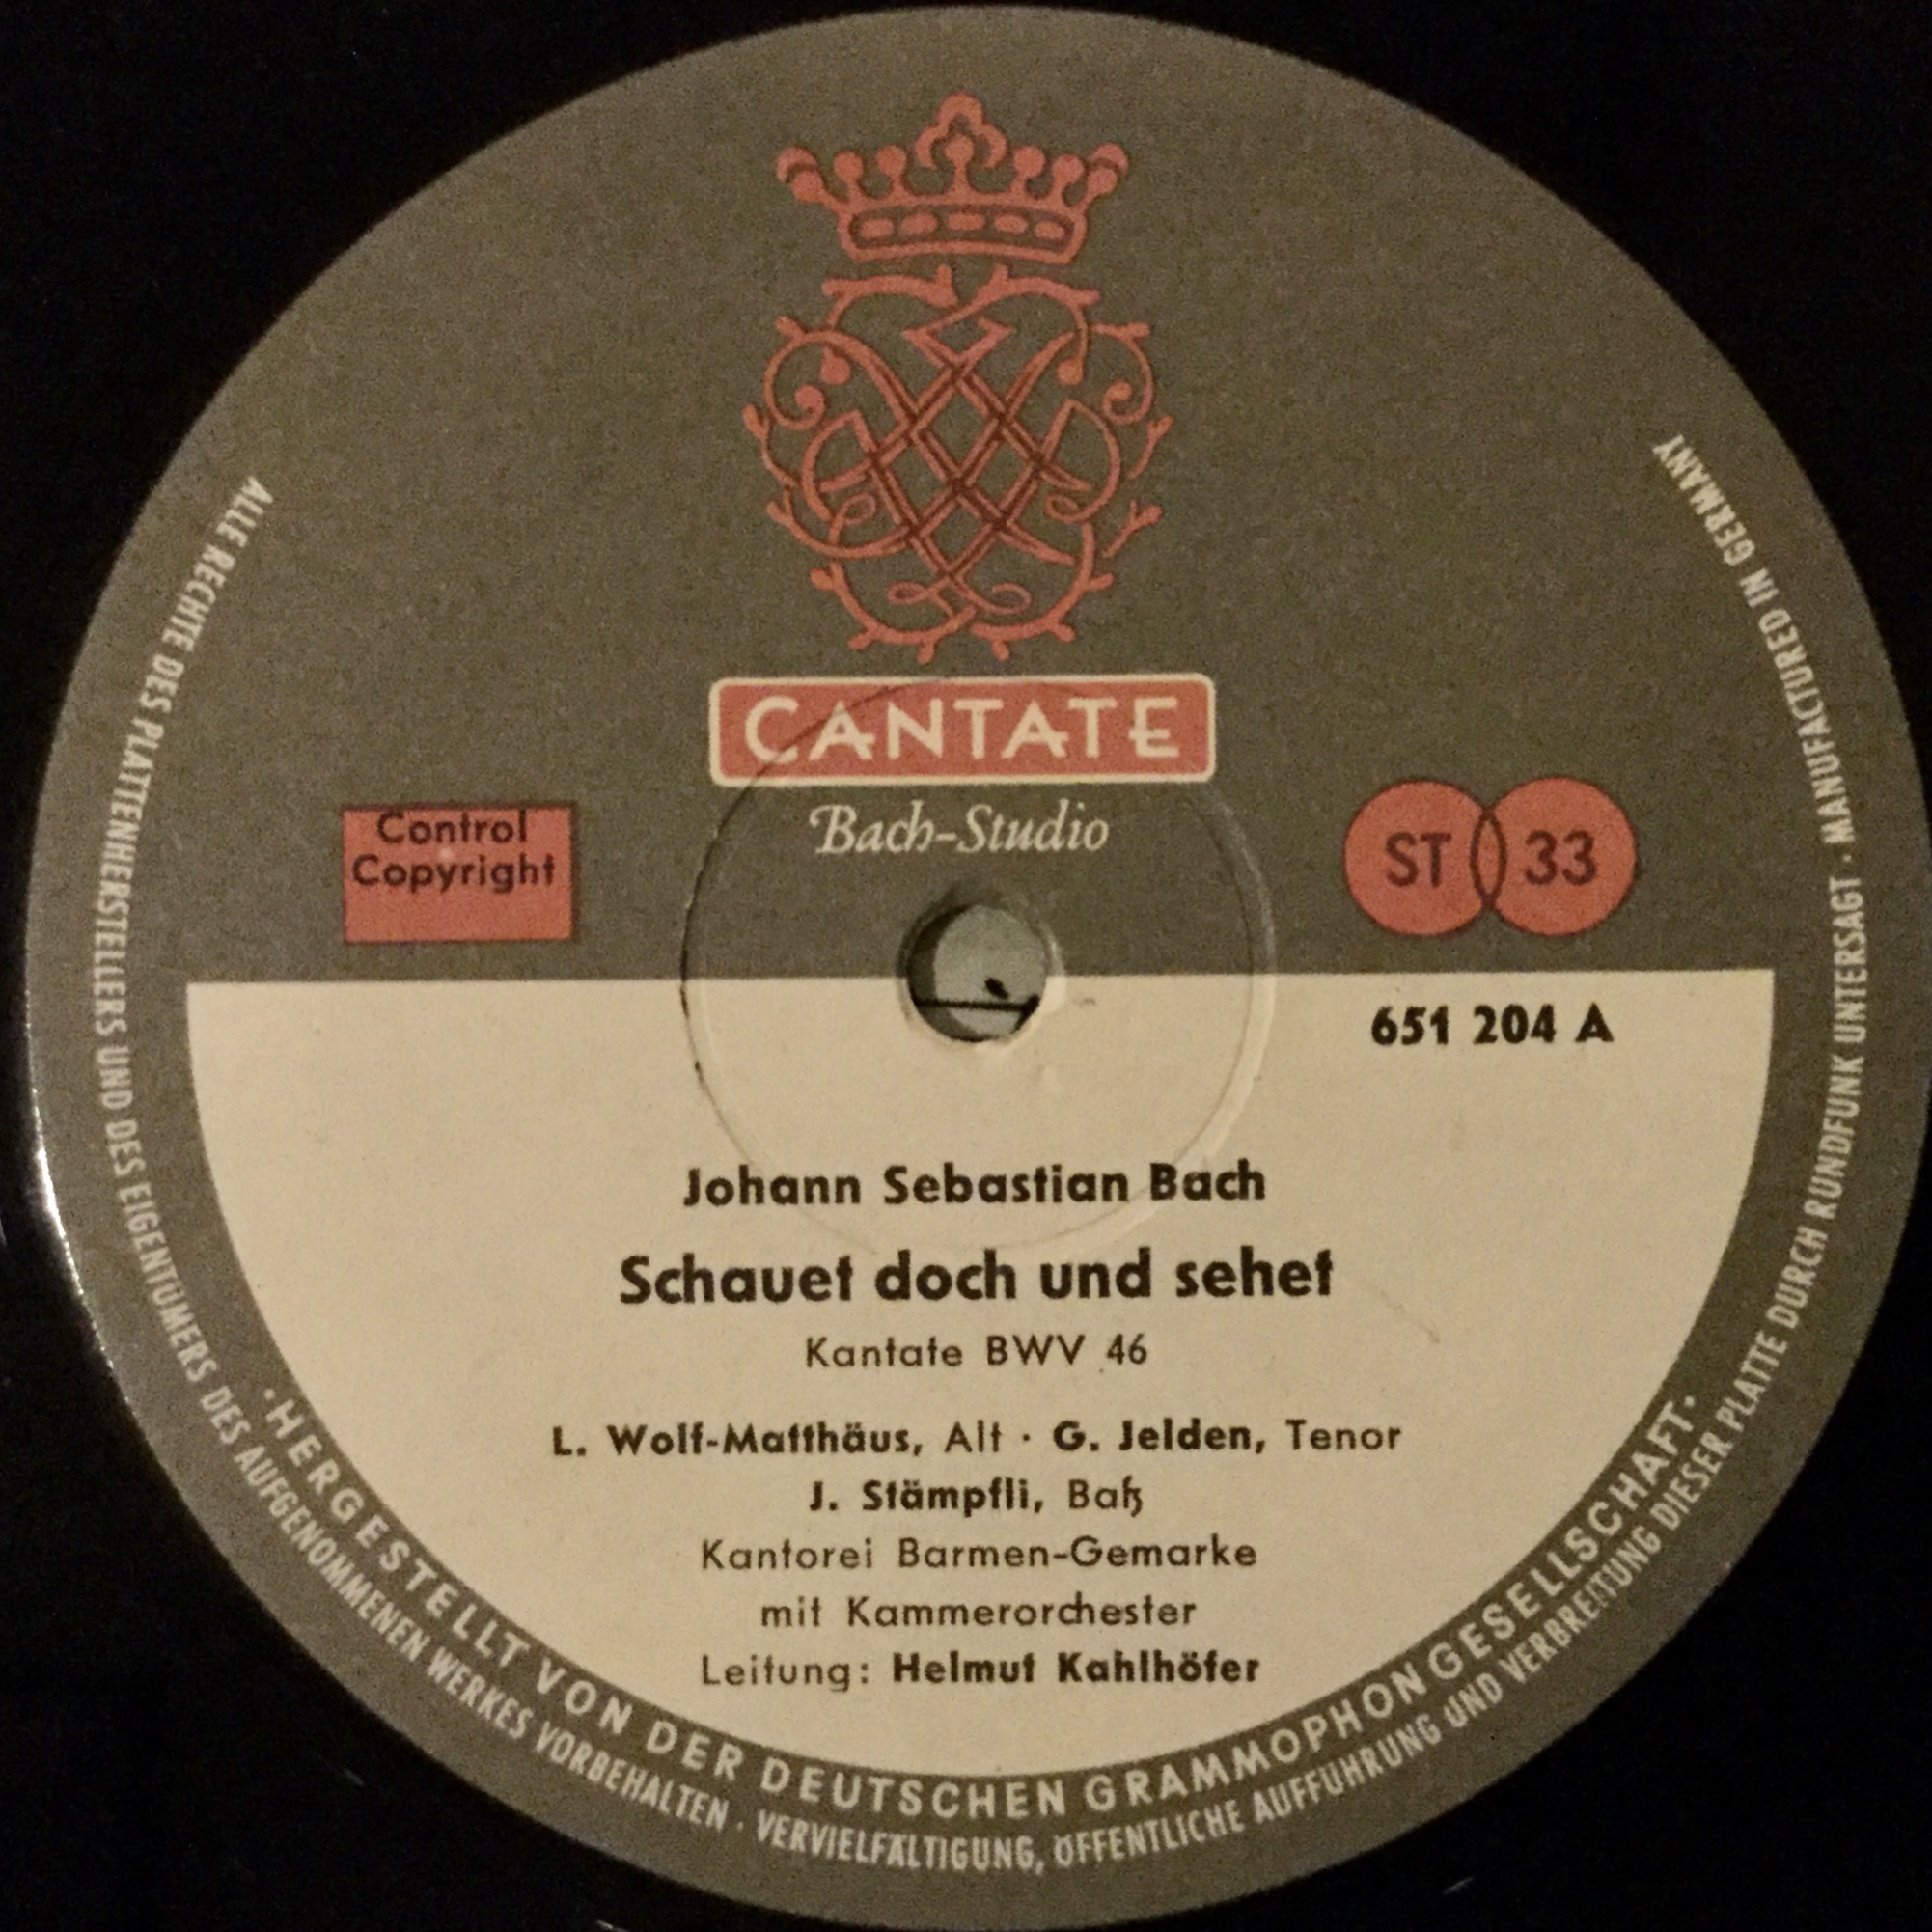 CANTATE
Bach-Studio
Control
Copyright
ST 33
651 204 A
Johann Sebastian Bach
Schauet doch und sehet
Kantate BWV 46
L. Wolf-Matthäus, Alt · G. Jelden, Tenor
J. Stämpfli, Baß
Kantorei Barmen-Gemarke
mit Kammerorchester
Leitung: Helmut Kahlhöfer
· HERGESTELLT VON DER DEUTSCHEN GRAMMOPHON GESELLSCHAFT ·
ALLE RECHTE DES PLATTENHERSTELLERS UND DES EIGENTÜMERS DES AUFGENOMMENEN WERKES VORBEHALTEN · VERVIELFÄLTIGUNG, ÖFFENTLICHE AUFFÜHRUNG UND VERBREITUNG DIESER PLATTE DURCH RUNDFUNK UNTERSAGT · MANUFACTURED IN GERMANY